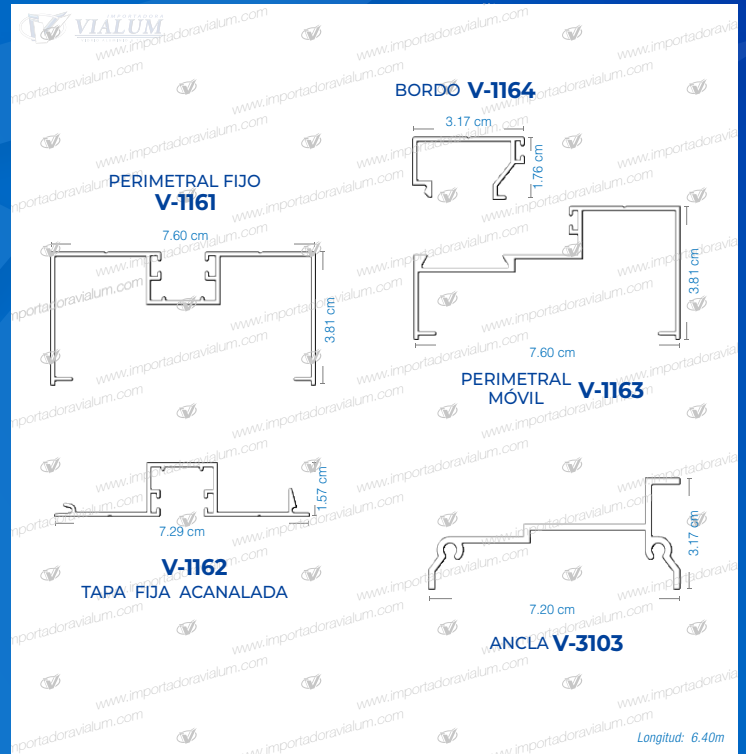 IMPORTADORA
VIALUM
BORDO V-1164
3.17 cm
1.76 cm
PERIMETRAL FIJO
V-1161
7.60 cm
3.81 cm
3.81 cm
7.60 cm
PERIMETRAL
MÓVIL V-1163
1.57 cm
7.29 cm
V-1162
TAPA FIJA ACANALADA
3.17 cm
7.20 cm
ANCLA V-3103
Longitud: 6.40m
www.importadoravialum.com